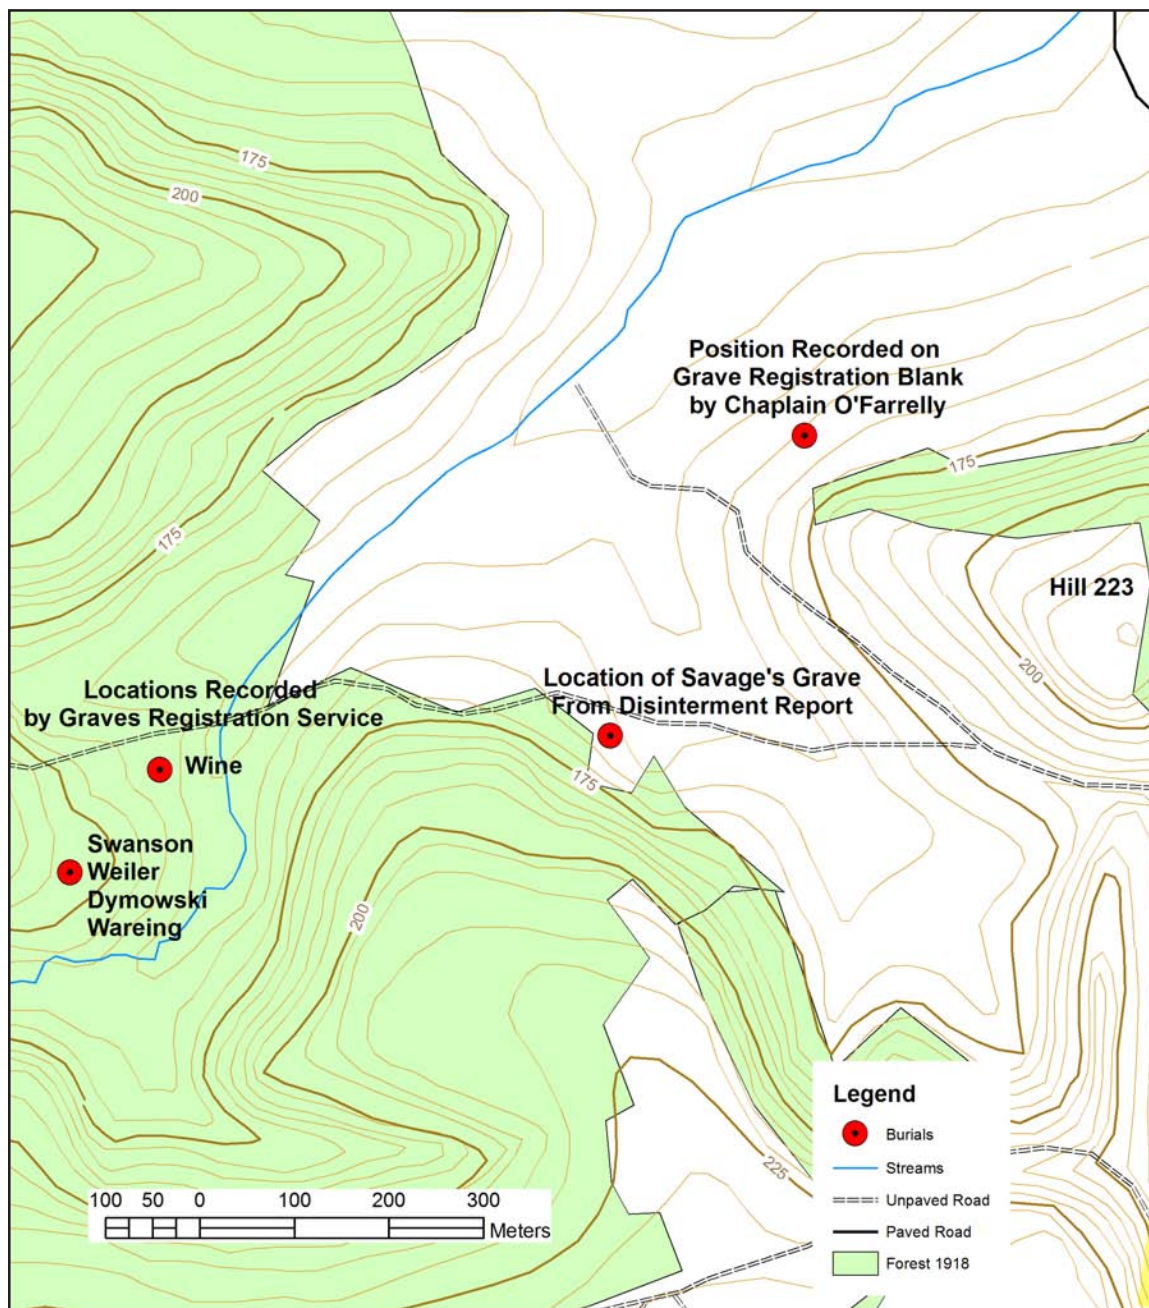 175
200
Position Recorded on
Grave Registration Blank
by Chaplain O'Farrelly
175
175
Hill 223
200
Locations Recorded
by Graves Registration Service
Location of Savage's Grave
From Disinterment Report
Wine
175
Swanson
Weiler
Dymowski
Wareing
200
225
Legend
Burials
Streams
Unpaved Road
Paved Road
Forest 1918
100 50 0 100 200 300
Meters